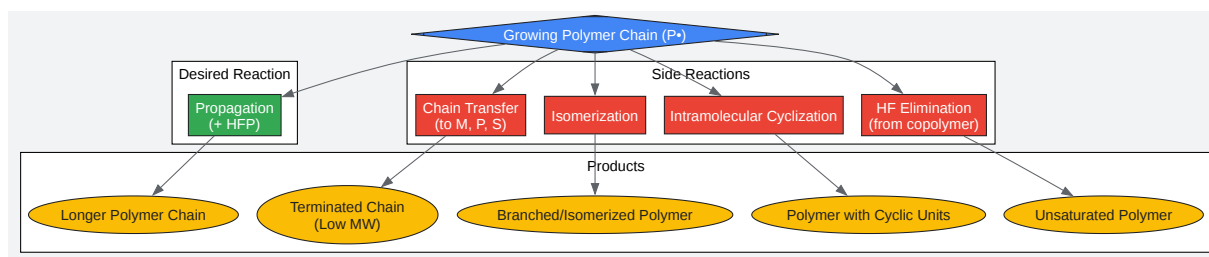 Growing Polymer Chain (P•)
Desired Reaction
Side Reactions
Propagation
(+ HFP)
Chain Transfer
(to M, P, S)
Isomerization
Intramolecular Cyclization
HF Elimination
(from copolymer)
Products
Longer Polymer Chain
Terminated Chain
(Low MW)
Branched/Isomerized Polymer
Polymer with Cyclic Units
Unsaturated Polymer